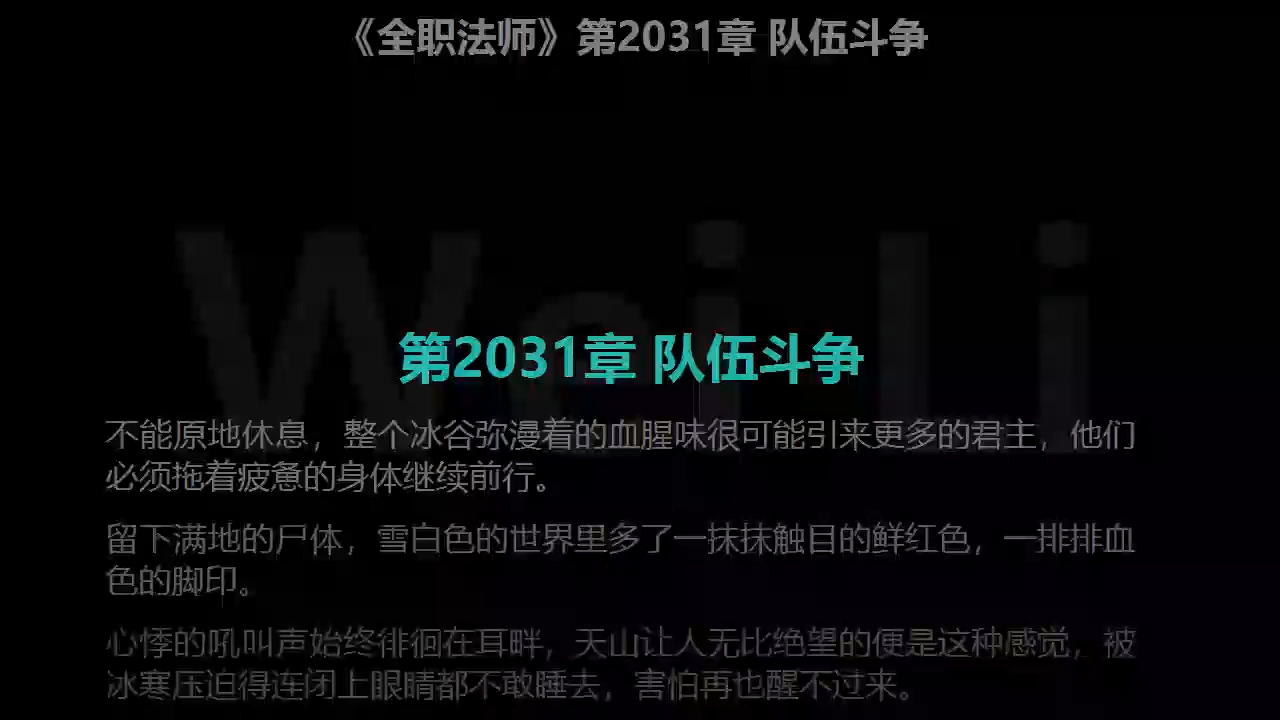 《全职法师》第2031章 队伍斗争
Wei Li
第2031章 队伍斗争
不能原地休息，整个冰谷弥漫着的血腥味很可能引来更多的君主，他们
必须拖着疲惫的身体继续前行。
留下满地的尸体，雪白色的世界里多了一抹抹触目的鲜红色，一排排血
色的脚印。
心悸的吼叫声始终徘徊在耳畔，天山让人无比绝望的便是这种感觉，被
冰寒压迫得连闭上眼睛都不敢睡去，害怕再也醒不过来。